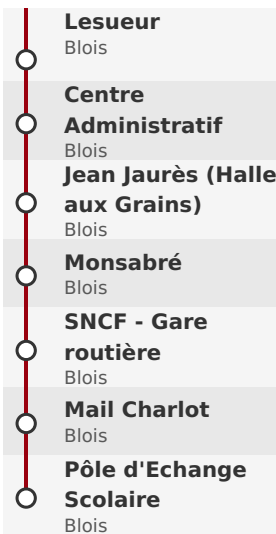 Lesueur
Blois
Centre
Administratif
Blois
Jean Jaurès (Halle
aux Grains)
Blois
Monsabré
Blois
SNCF - Gare
routière
Blois
Mail Charlot
Blois
Pôle d'Echange
Scolaire
Blois